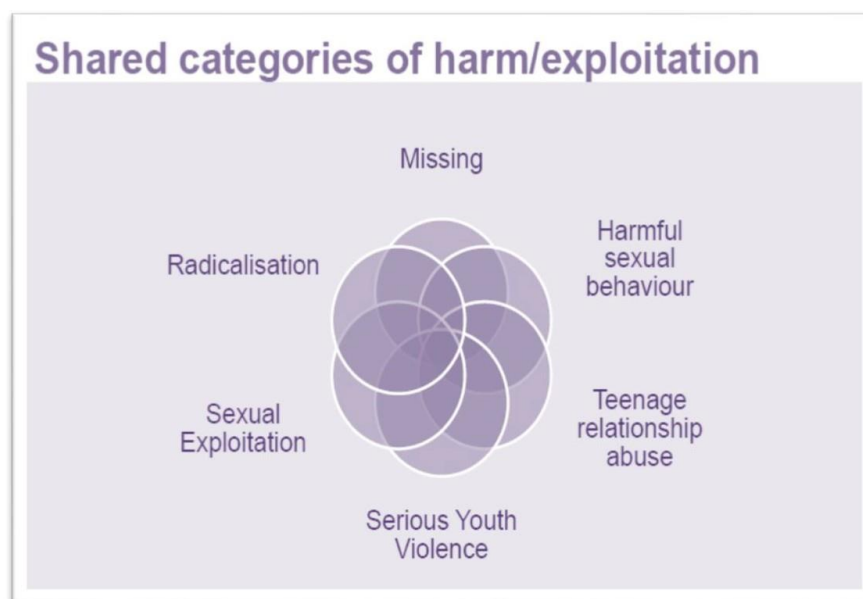 Shared categories of harm/exploitation
Missing
Harmful
sexual
behaviour
Radicalisation
Teenage
relationship
abuse
Sexual
Exploitation
Serious Youth
Violence